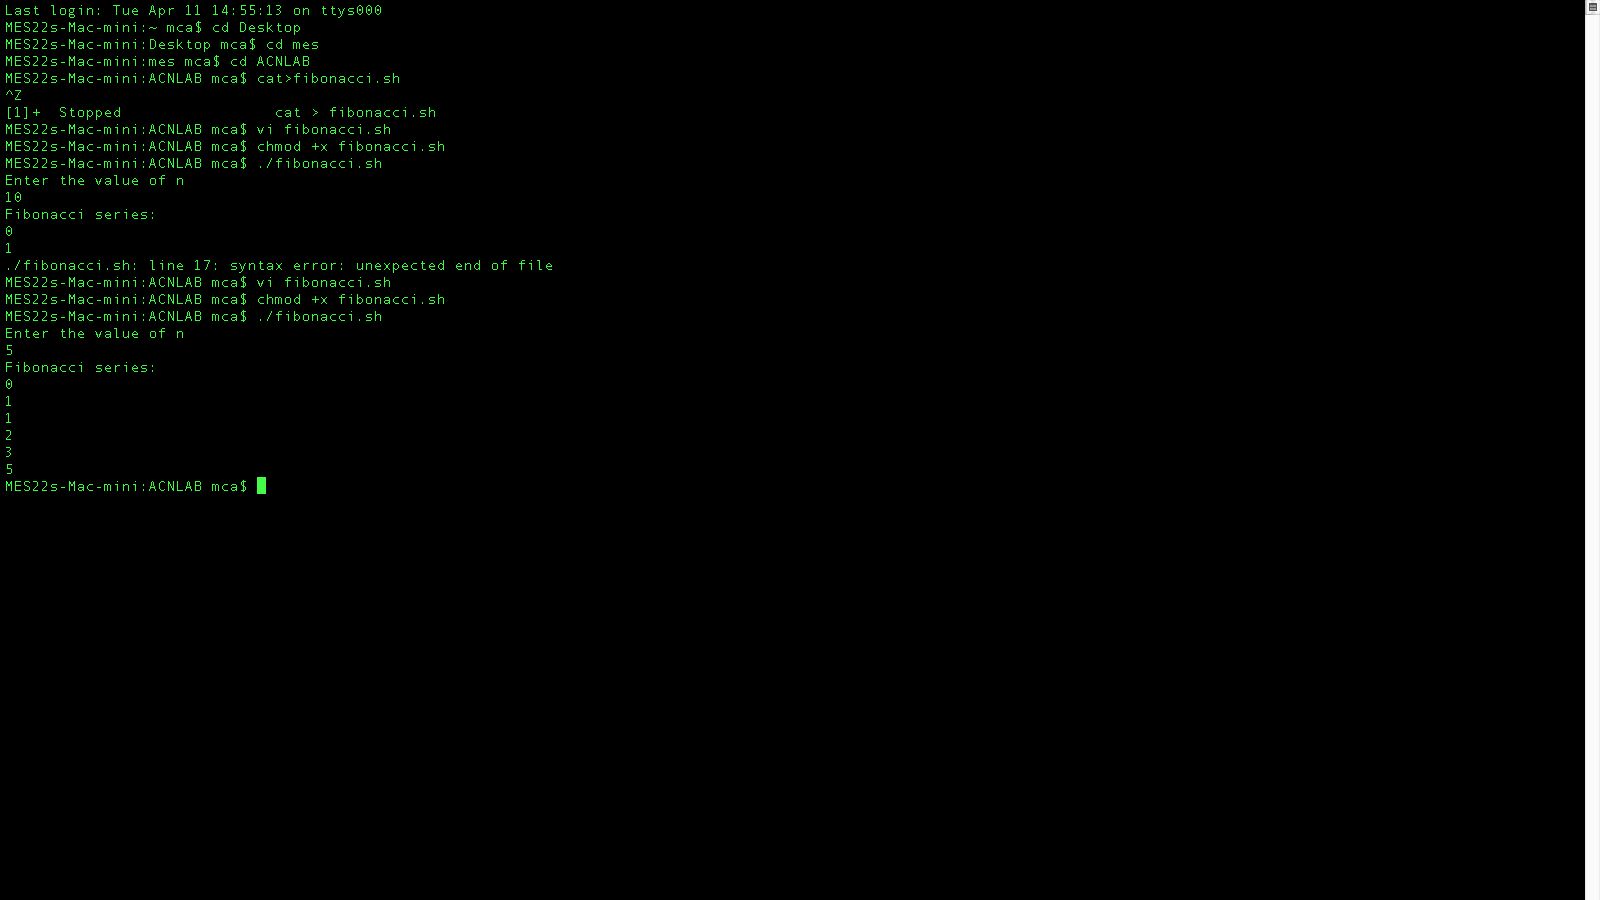 Last login: Tue Apr 11 14:55:13 on ttys000
MES22s-Mac-mini:~ mca$ cd Desktop
MES22s-Mac-mini:Desktop mca$ cd mes
MES22s-Mac-mini:mes mca$ cd ACNLAB
MES22s-Mac-mini:ACNLAB mca$ cat>fibonacci.sh
^Z
[1]+  Stopped                 cat > fibonacci.sh
MES22s-Mac-mini:ACNLAB mca$ vi fibonacci.sh
MES22s-Mac-mini:ACNLAB mca$ chmod +x fibonacci.sh
MES22s-Mac-mini:ACNLAB mca$ ./fibonacci.sh
Enter the value of n
10
Fibonacci series:
0
1
./fibonacci.sh: line 17: syntax error: unexpected end of file
MES22s-Mac-mini:ACNLAB mca$ vi fibonacci.sh
MES22s-Mac-mini:ACNLAB mca$ chmod +x fibonacci.sh
MES22s-Mac-mini:ACNLAB mca$ ./fibonacci.sh
Enter the value of n
5
Fibonacci series:
0
1
1
2
3
5
MES22s-Mac-mini:ACNLAB mca$